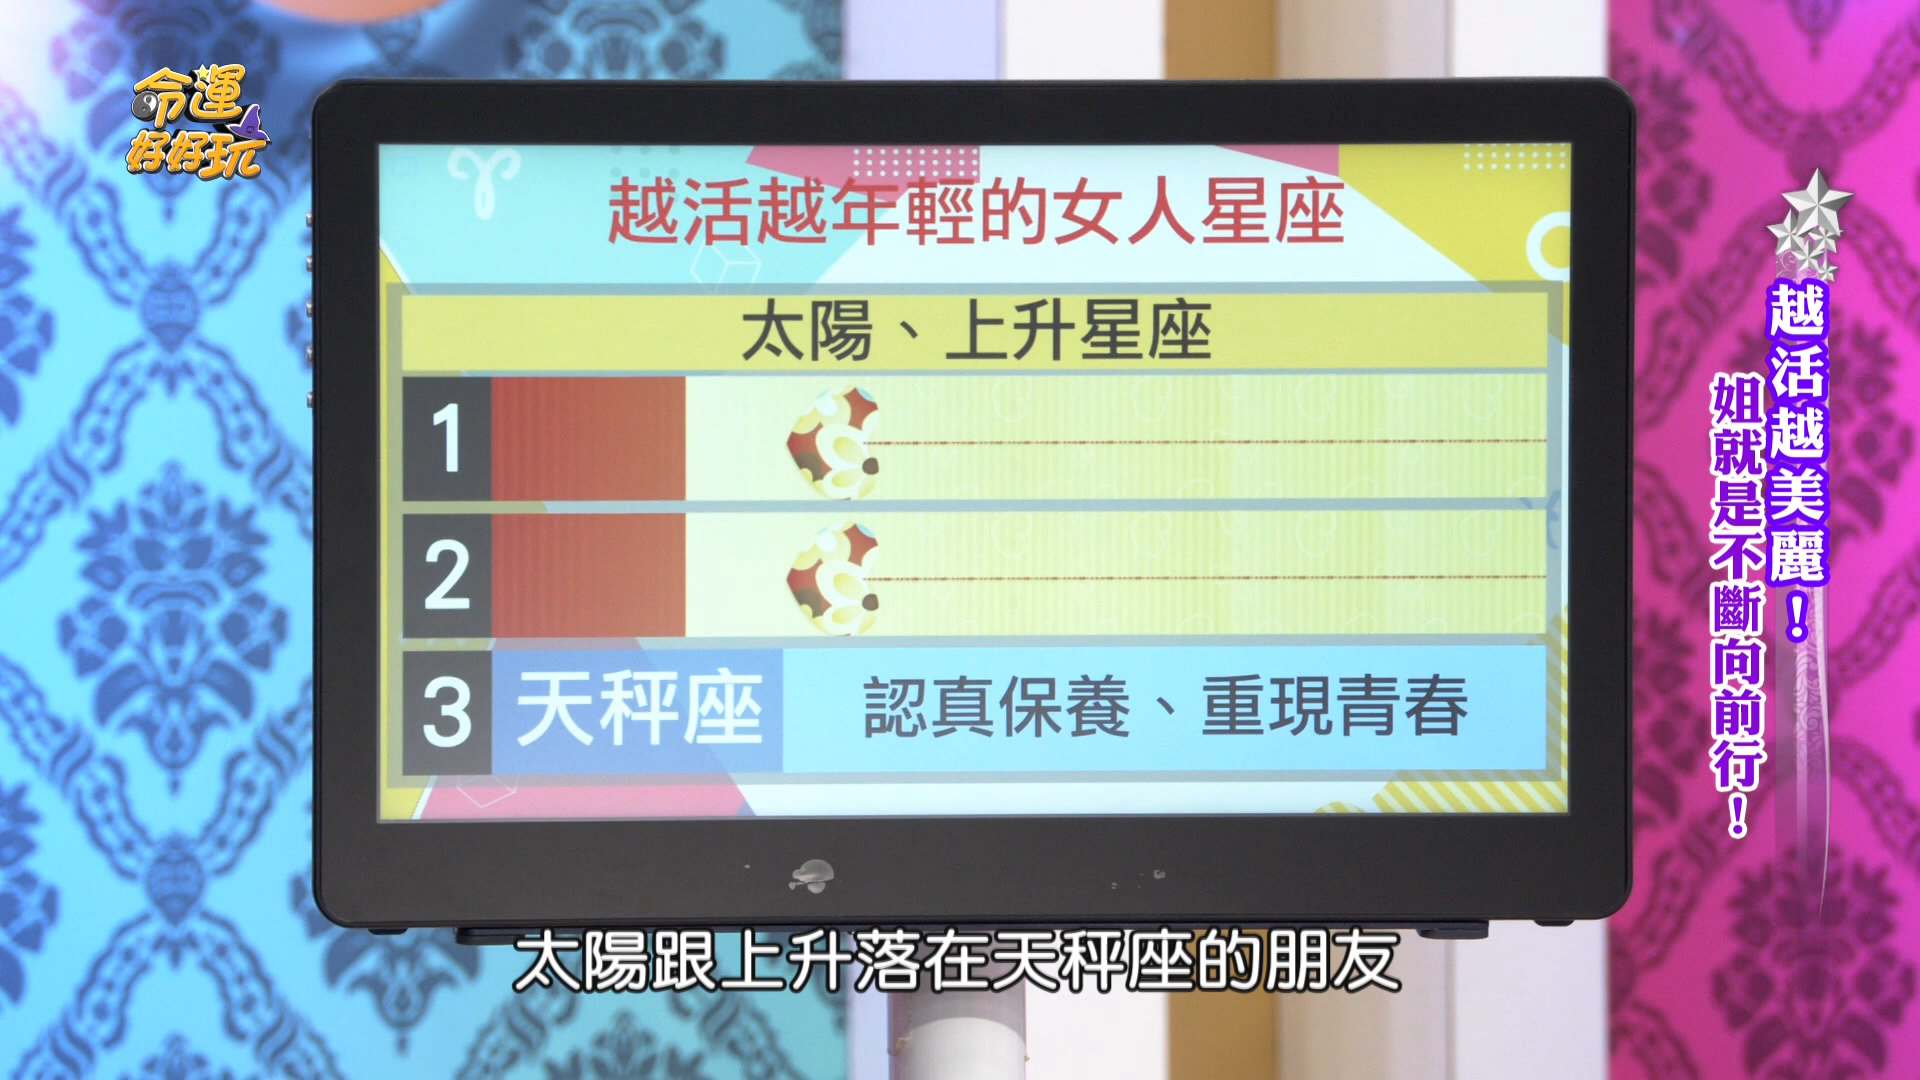 命運
好好玩
越活越年輕的女人星座
太陽、上升星座
1
2
3 天秤座 認真保養、重現青春
越活越美麗！
姐就是不斷向前行！
太陽跟上升落在天秤座的朋友